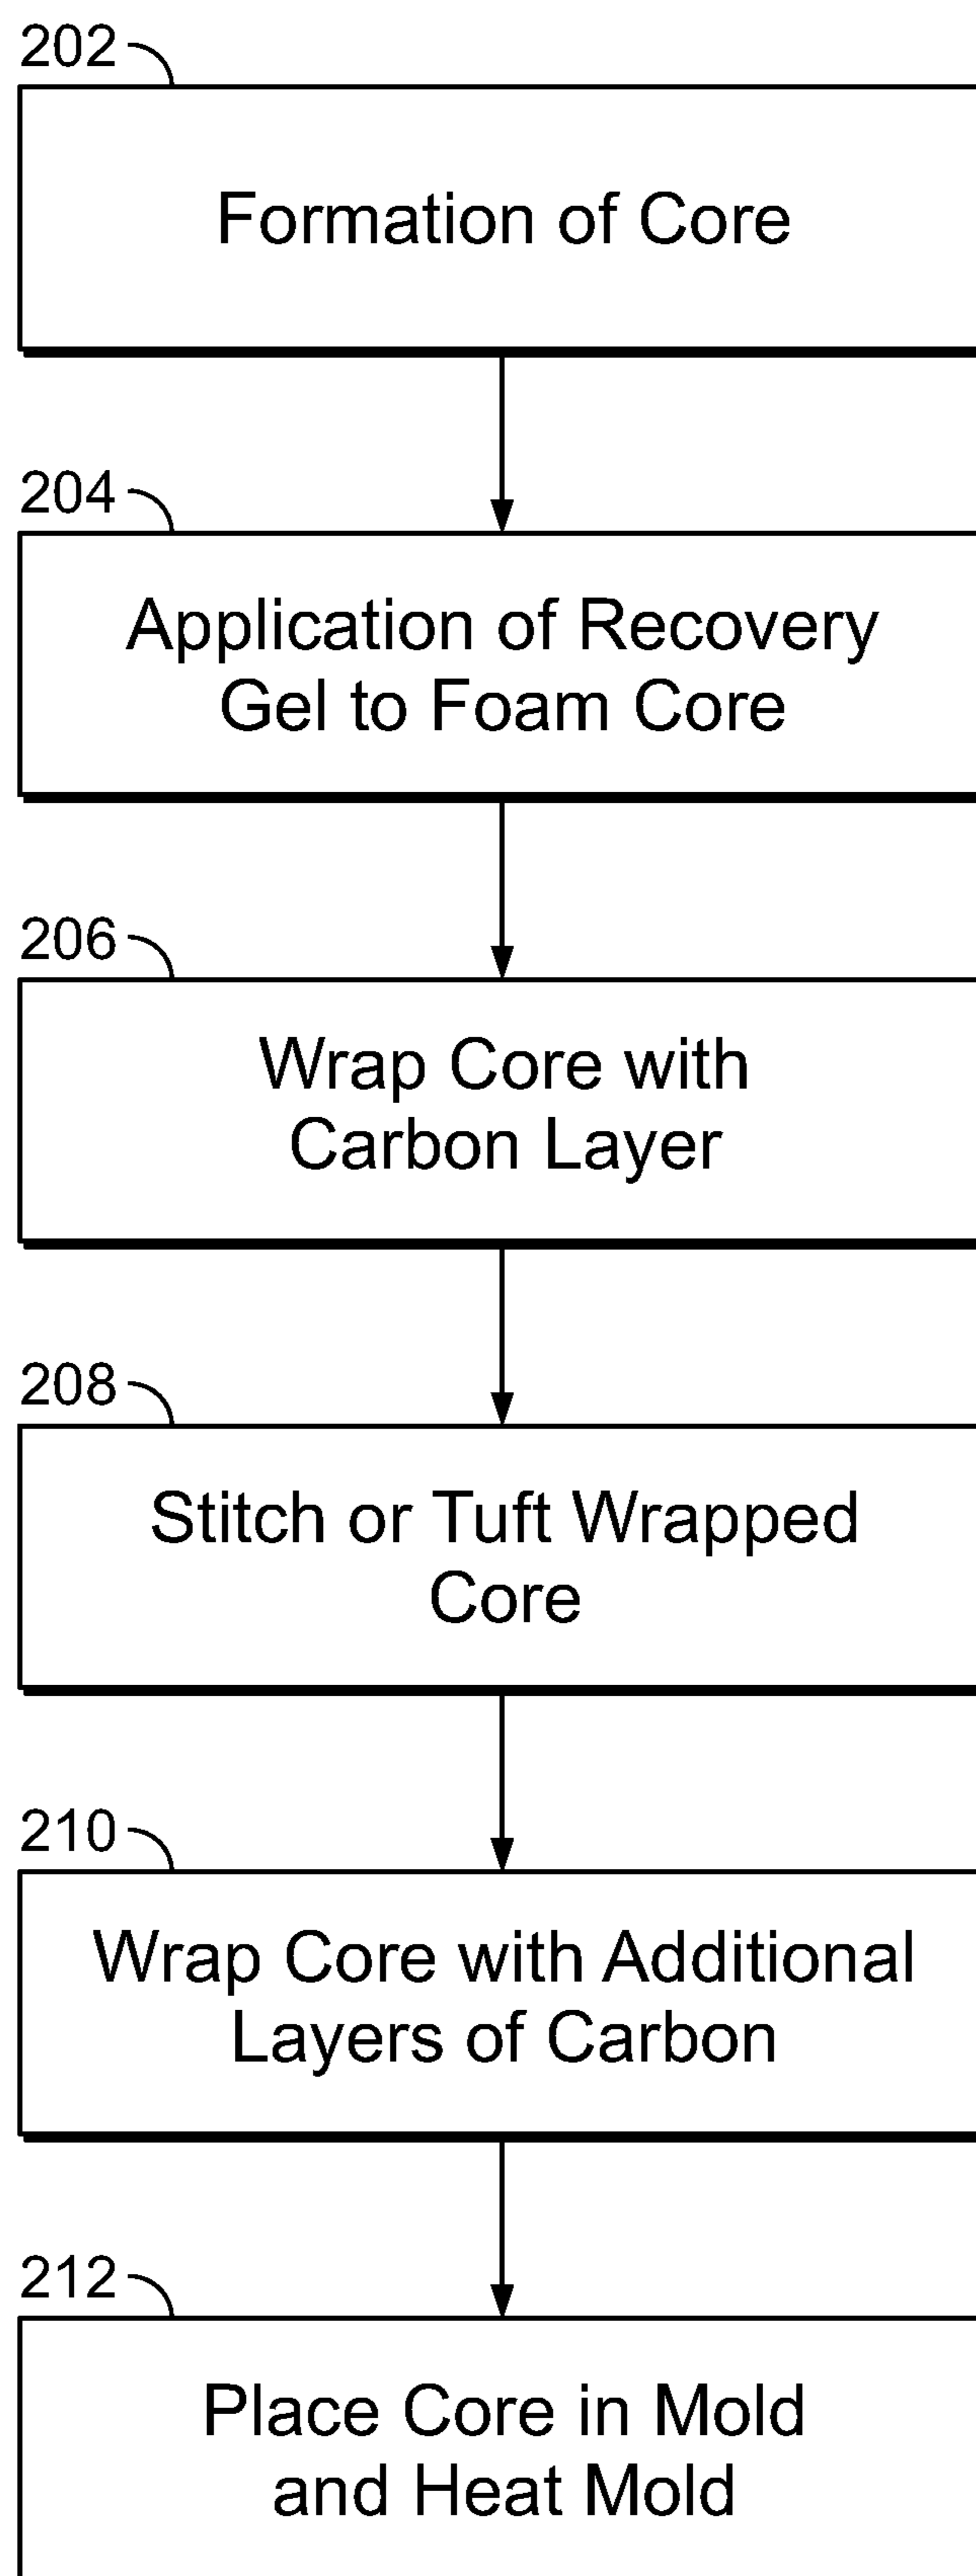 202
Formation of Core
204
Application of Recovery
Gel to Foam Core
206
Wrap Core with
Carbon Layer
208
Stitch or Tuft Wrapped
Core
210
Wrap Core with Additional
Layers of Carbon
212
Place Core in Mold
and Heat Mold